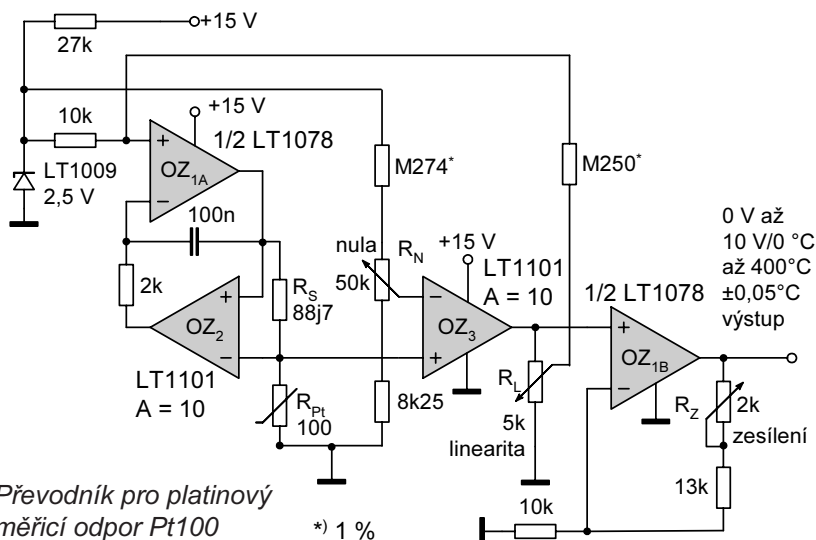 +15 V
27k
10k
+15 V
1/2 LT1078
LT1009
2,5 V
OZ1A
+
−
100n
M274*
M250*
nula
RN
50k
+15 V
LT1101
A = 10
0 V až
10 V/0 °C
až 400°C
±0,05°C
výstup
1/2 LT1078
2k
OZ2
+
−
RS
88j7
OZ3
−
+
OZ1B
+
−
LT1101
A = 10
RPt
100
8k25
RL
5k
linearita
RZ
2k
zesílení
13k
10k
Převodník pro platinový
měřicí odpor Pt100
*) 1 %